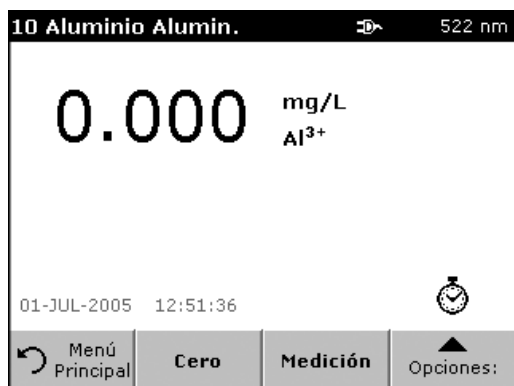 10 Aluminio Alumin. 522 nm
0.000 mg/L
Al³⁺
01-JUL-2005 12:51:36
Menú Principal Cero Medición Opciones: